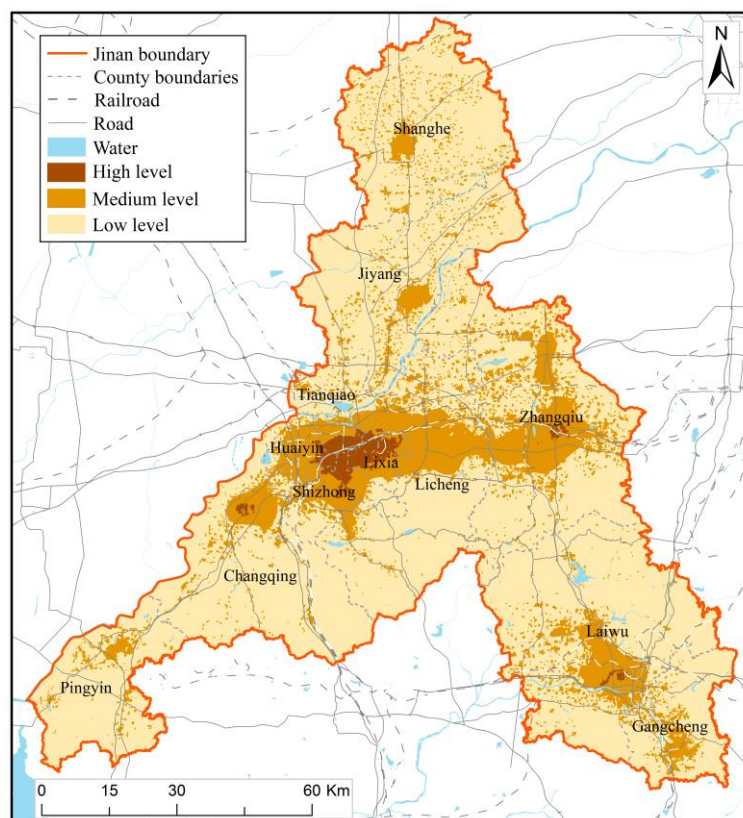 Jinan boundary
County boundaries
Railroad
Road
Water
High level
Medium level
Low level
N
Shanghe
Jiyang
Tianqiao
Zhangqiu
Huaiyin
Lixia
Licheng
Shizhong
Changqing
Laiwu
Pingyin
Gangcheng
0 15 30 60 Km